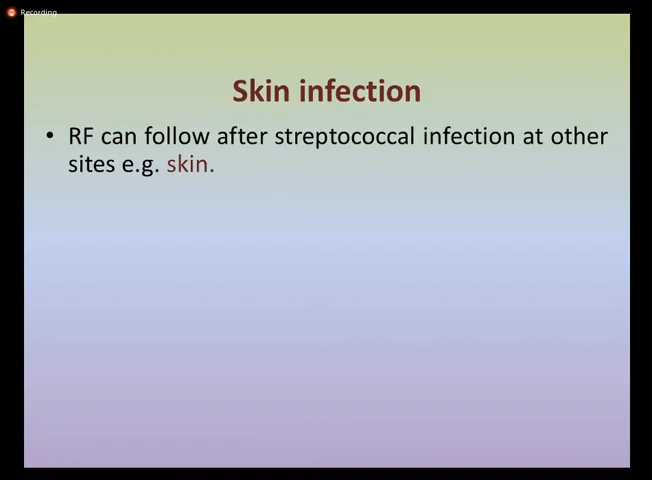 Recording
Skin infection
• RF can follow after streptococcal infection at other
sites e.g. skin.